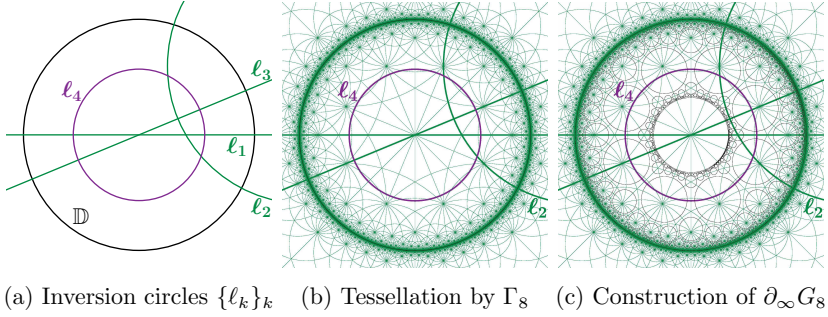 ℓ₄
ℓ₃
ℓ₁
ℓ₂
𝔻
ℓ₄
ℓ₂
ℓ₄
ℓ₂
(a) Inversion circles {ℓₖ}ₖ
(b) Tessellation by Γ₈
(c) Construction of ∂∞G₈